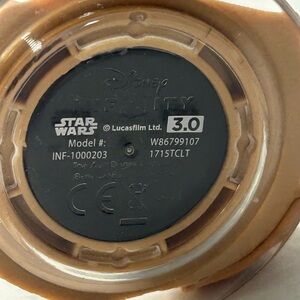 Disney
INFINITY
STAR WARS © Lucasfilm Ltd. 3.0
Model #: W86799107
INF-1000203 1715TCLT
CE